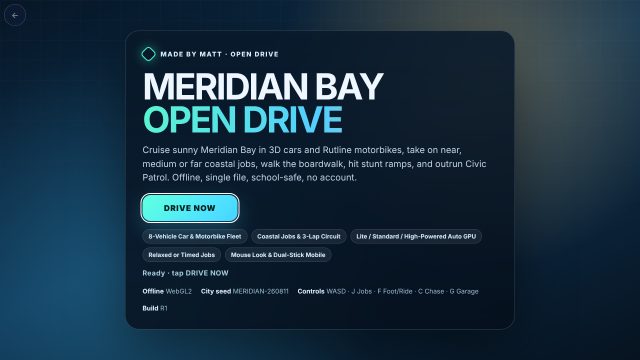 ←
MADE BY MATT · OPEN DRIVE
MERIDIAN BAY
OPEN DRIVE
Cruise sunny Meridian Bay in 3D cars and Rutline motorbikes, take on near,
medium or far coastal jobs, walk the boardwalk, hit stunt ramps, and outrun Civic
Patrol. Offline, single file, school-safe, no account.
DRIVE NOW
8-Vehicle Car & Motorbike Fleet Coastal Jobs & 3-Lap Circuit Lite / Standard / High-Powered Auto GPU
Relaxed or Timed Jobs Mouse Look & Dual-Stick Mobile
Ready · tap DRIVE NOW
Offline WebGL2 City seed MERIDIAN-260811 Controls WASD · J Jobs · F Foot/Ride · C Chase · G Garage
Build R1